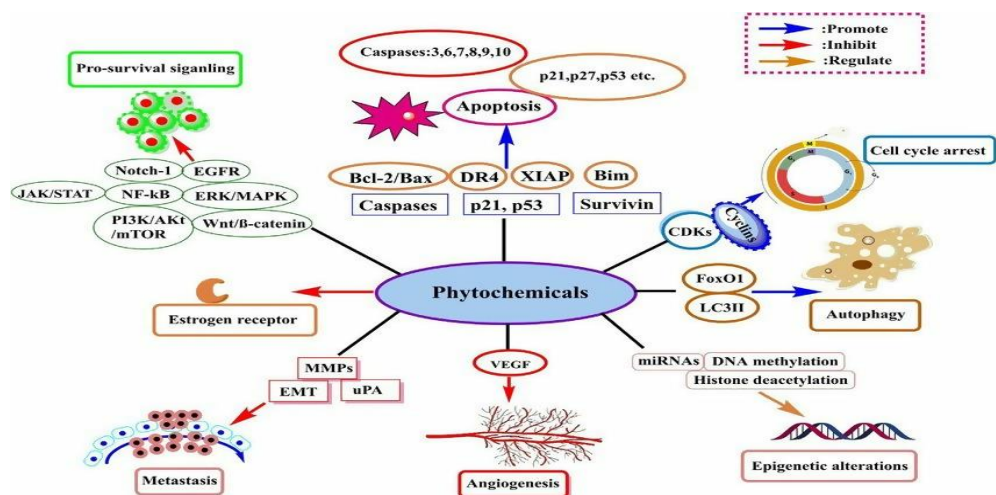 Caspases:3,6,7,8,9,10
p21,p27,p53 etc.
Apoptosis
:Promote
:Inhibit
:Regulate
Pro-survival siganling
Notch-1
EGFR
JAK/STAT
NF-kB
ERK/MAPK
PI3K/AKt
/mTOR
Wnt/ß-catenin
Bcl-2/Bax
DR4
XIAP
Bim
Caspases
p21, p53
Survivin
Cell cycle arrest
CDKs
Cyclins
M
Phytochemicals
FoxO1
LC3II
Autophagy
Estrogen receptor
MMPs
EMT
uPA
Metastasis
VEGF
Angiogenesis
miRNAs
DNA methylation
Histone deacetylation
Epigenetic alterations